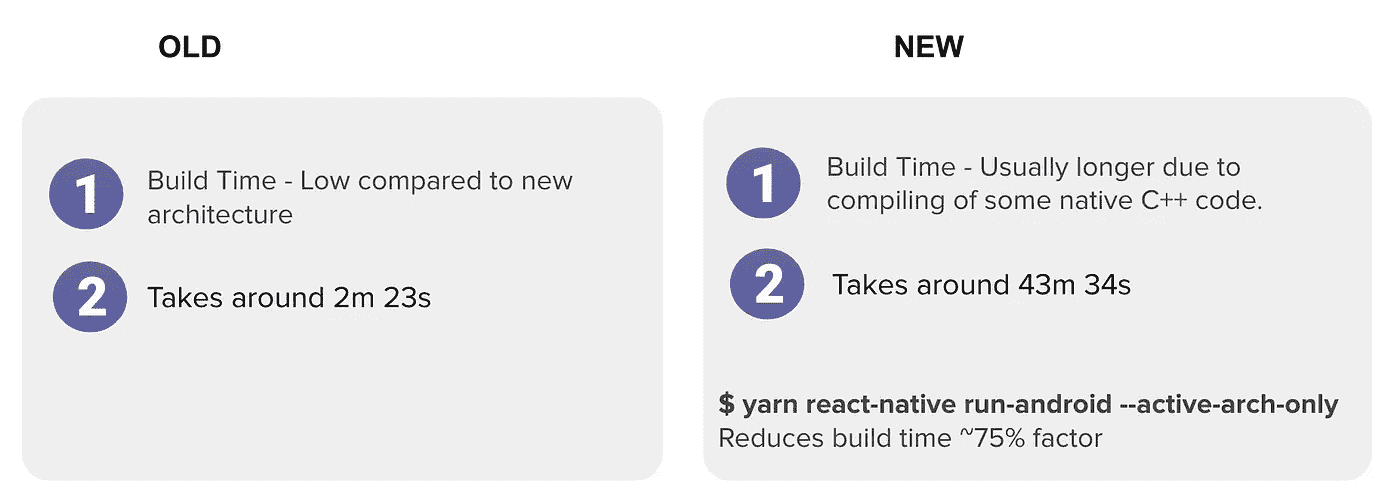 OLD
1
Build Time - Low compared to new
architecture
2
Takes around 2m 23s
NEW
1
Build Time - Usually longer due to
compiling of some native C++ code.
2
Takes around 43m 34s
$ yarn react-native run-android --active-arch-only
Reduces build time ~75% factor